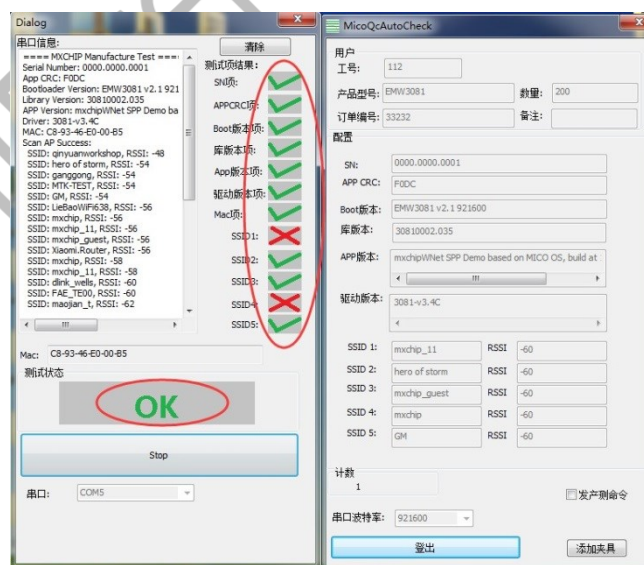 Dialog
串口信息:
清除
==== MXCHIP Manufacture Test ====
Serial Number: 0000.0000.0001
App CRC: F0DC
Bootloader Version: EMW3081 v2.1 921
Library Version: 30810002.035
APP Version: mxchipWNet SPP Demo ba
Driver: 3081-v3.4C
MAC: C8-93-46-E0-00-B5
Scan AP Success:
SSID: qinyuanworkshop, RSSI: -48
SSID: hero of storm, RSSI: -54
SSID: ganggong, RSSI: -54
SSID: MTK-TEST, RSSI: -54
SSID: GM, RSSI: -54
SSID: LieBaoWiFi638, RSSI: -56
SSID: mxchip, RSSI: -56
SSID: mxchip_11, RSSI: -56
SSID: mxchip_guest, RSSI: -56
SSID: Xiaomi.Router, RSSI: -56
SSID: mxchip, RSSI: -58
SSID: mxchip_11, RSSI: -58
SSID: dlink_wells, RSSI: -60
SSID: FAE_TE00, RSSI: -60
SSID: maojian_t, RSSI: -62
测试项结果:
SN项:
APPCRC项:
Boot版本项:
库版本项:
App版本项:
驱动版本项:
Mac项:
SSID1:
SSID2:
SSID3:
SSID4:
SSID5:
Mac: C8-93-46-E0-00-B5
测试状态
OK
Stop
串口: COM5
MicoQcAutoCheck
用户
工号: 112
产品型号: EMW3081 数量: 200
订单编号: 33232 备注:
配置
SN: 0000.0000.0001
APP CRC: F0DC
Boot版本: EMW3081 v2.1 921600
库版本: 30810002.035
APP版本: mxchipWNet SPP Demo based on MICO OS, build at
驱动版本: 3081-v3.4C
SSID 1: mxchip_11 RSSI -60
SSID 2: hero of storm RSSI -60
SSID 3: mxchip_guest RSSI -60
SSID 4: mxchip RSSI -60
SSID 5: GM RSSI -60
计数
1
发产测命令
串口波特率: 921600
登出 添加夹具